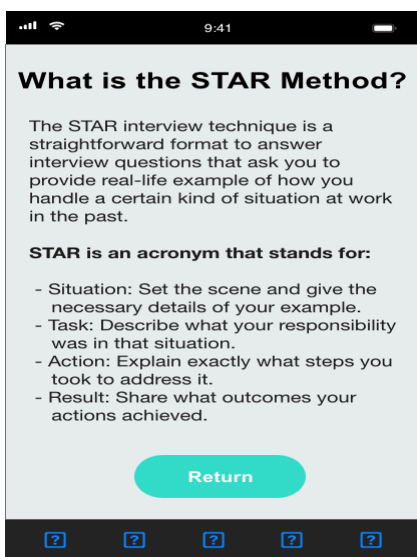 9:41
What is the STAR Method?
The STAR interview technique is a
straightforward format to answer
interview questions that ask you to
provide real-life example of how you
handle a certain kind of situation at work
in the past.
STAR is an acronym that stands for:
- Situation: Set the scene and give the
necessary details of your example.
- Task: Describe what your responsibility
was in that situation.
- Action: Explain exactly what steps you
took to address it.
- Result: Share what outcomes your
actions achieved.
Return
? ? ? ? ?